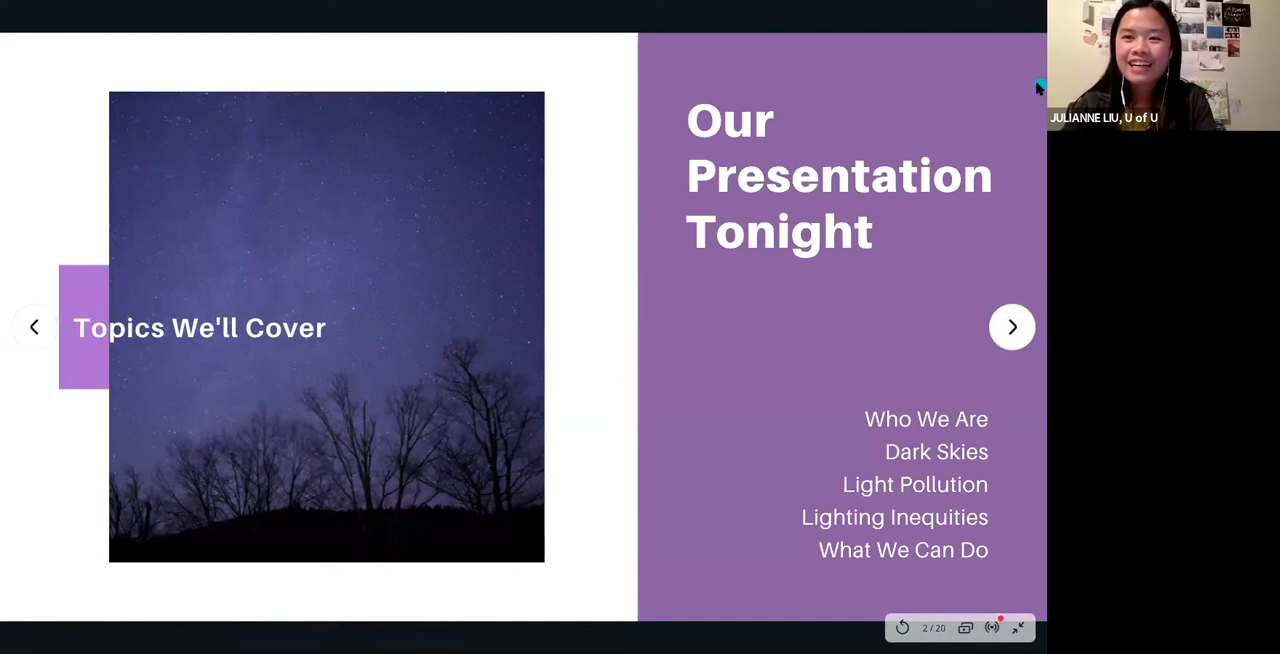 Topics We'll Cover
Our
Presentation
Tonight
Who We Are
Dark Skies
Light Pollution
Lighting Inequities
What We Can Do
2 / 20
JULIANNE LIU, U of U